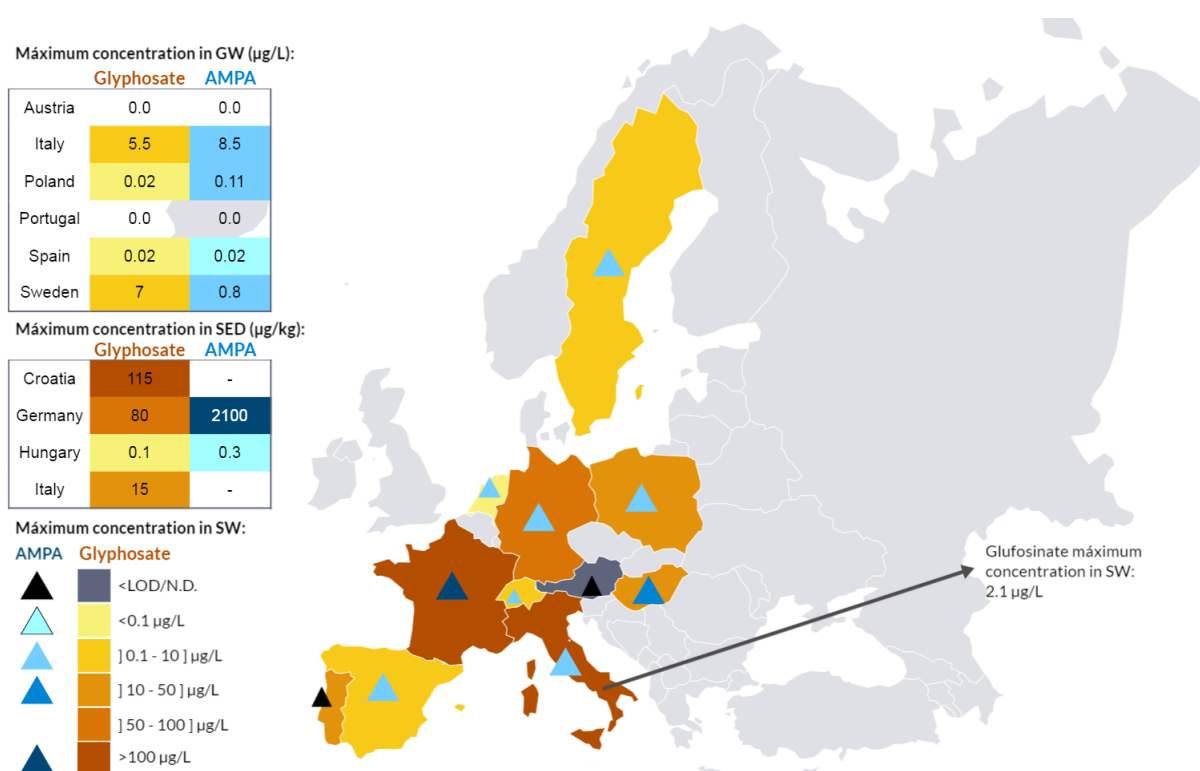 Máximum concentration in GW (µg/L):
Glyphosate AMPA
Austria 0.0 0.0
Italy 5.5 8.5
Poland 0.02 0.11
Portugal 0.0 0.0
Spain 0.02 0.02
Sweden 7 0.8
Máximum concentration in SED (µg/kg):
Glyphosate AMPA
Croatia 115 -
Germany 80 2100
Hungary 0.1 0.3
Italy 15 -
Máximum concentration in SW:
AMPA Glyphosate
<LOD/N.D.
<0.1 µg/L
] 0.1 - 10 ] µg/L
] 10 - 50 ] µg/L
] 50 - 100 ] µg/L
>100 µg/L
Glufosinate máximum
concentration in SW:
2.1 µg/L